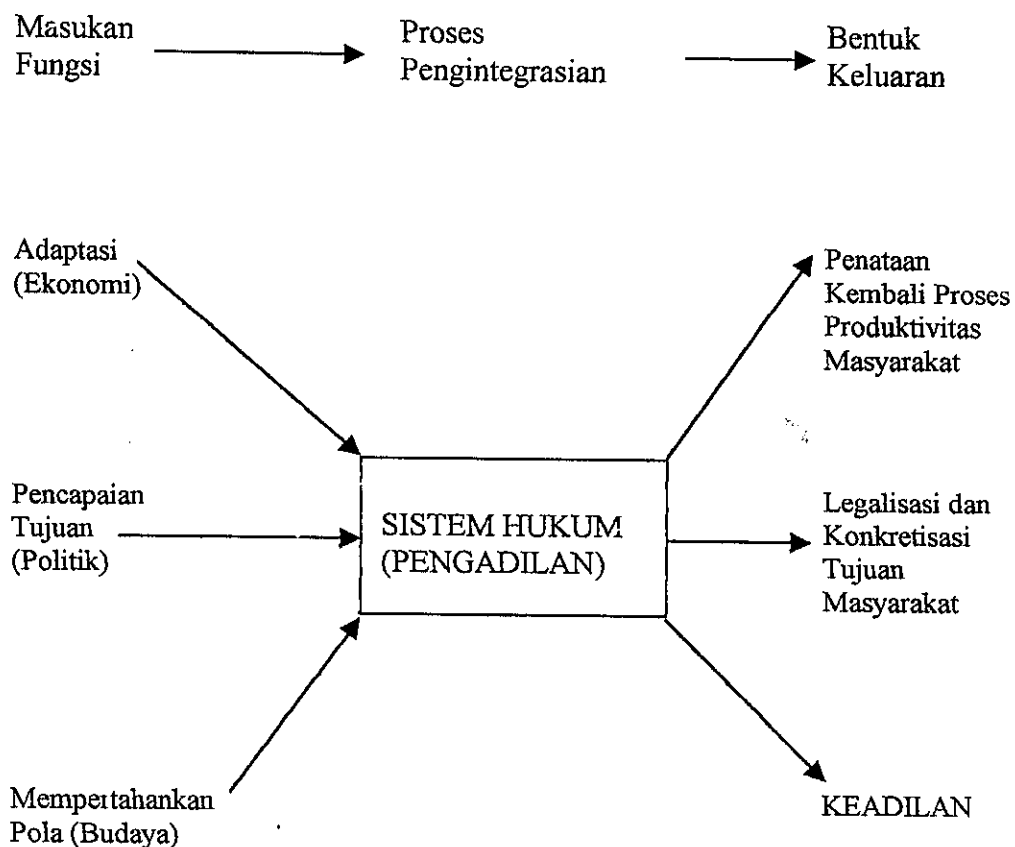 Masukan
Fungsi
Proses
Pengintegrasian
Bentuk
Keluaran
Adaptasi
(Ekonomi)
Penataan
Kembali Proses
Produktivitas
Masyarakat
Pencapaian
Tujuan
(Politik)
SISTEM HUKUM
(PENGADILAN)
Legalisasi dan
Konkretisasi
Tujuan
Masyarakat
Mempertahankan
Pola (Budaya)
KEADILAN